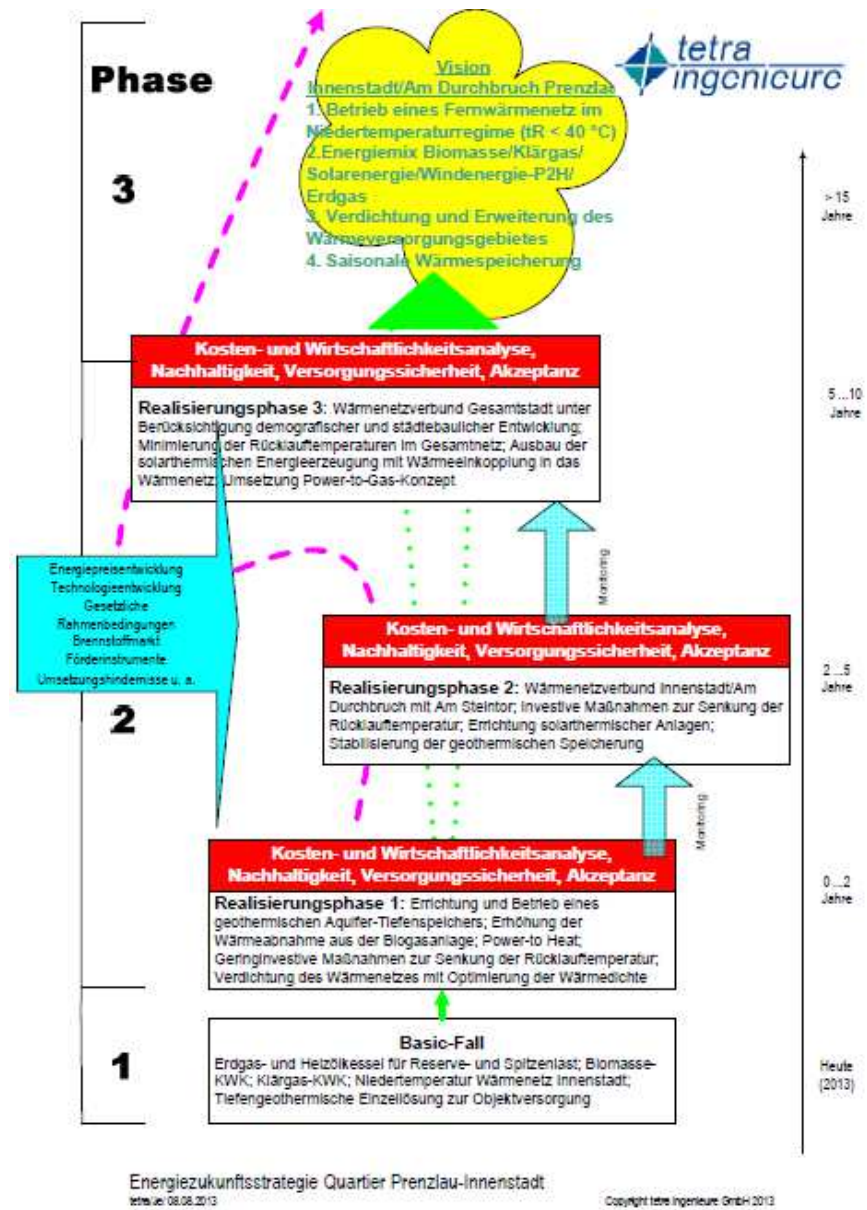 Phase
tetra
ingenieure
Vision
Innenstadt/Am Durchbruch Prenzlau
1. Betrieb eines Fernwärmenetz im
Niedertemperaturregime (tR < 40 °C)
2.Energiemix Biomasse/Klärgas/
Solarenergie/Windenergie-P2H/
Erdgas
3. Verdichtung und Erweiterung des
Wärmeversorgungsgebietes
4. Saisonale Wärmespeicherung
3
> 15
Jahre
Kosten- und Wirtschaftlichkeitsanalyse,
Nachhaltigkeit, Versorgungssicherheit, Akzeptanz
Realisierungsphase 3: Wärmenetzverbund Gesamtstadt unter
Berücksichtigung demografischer und städtebaulicher Entwicklung;
Minimierung der Rücklauftemperaturen im Gesamtnetz; Ausbau der
solarthermischen Energieerzeugung mit Wärmeeinkopplung in das
Wärmenetz; Umsetzung Power-to-Gas-Konzept
5...10
Jahre
Energiepreisentwicklung
Technologieentwicklung
Gesetzliche
Rahmenbedingungen
Brennstoffmarkt
Förderinstrumente
Umsetzungshindernisse u. a.
Monitoring
2
Kosten- und Wirtschaftlichkeitsanalyse,
Nachhaltigkeit, Versorgungssicherheit, Akzeptanz
Realisierungsphase 2: Wärmenetzverbund Innenstadt/Am
Durchbruch mit Am Steintor; Investive Maßnahmen zur Senkung der
Rücklauftemperatur; Errichtung solarthermischer Anlagen;
Stabilisierung der geothermischen Speicherung
2...5
Jahre
Monitoring
Kosten- und Wirtschaftlichkeitsanalyse,
Nachhaltigkeit, Versorgungssicherheit, Akzeptanz
Realisierungsphase 1: Errichtung und Betrieb eines
geothermischen Aquifer-Tiefenspeichers; Erhöhung der
Wärmeabnahme aus der Biogasanlage; Power-to Heat;
Geringinvestive Maßnahmen zur Senkung der Rücklauftemperatur;
Verdichtung des Wärmenetzes mit Optimierung der Wärmedichte
0...2
Jahre
1
Basic-Fall
Erdgas- und Heizölkessel für Reserve- und Spitzenlast; Biomasse-
KWK; Klärgas-KWK; Niedertemperatur Wärmenetz Innenstadt;
Tiefengeothermische Einzellösung zur Objektversorgung
Heute
(2013)
Energiezukunftsstrategie Quartier Prenzlau-Innenstadt
tetra/Je/ 08.08.2013
Copyright tetra ingenieure GmbH 2013